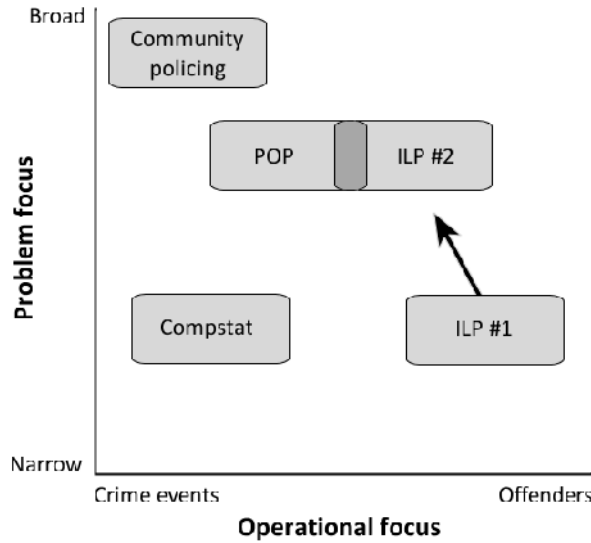 Broad
Community
policing
POP
ILP #2
Problem focus
Compstat
ILP #1
Narrow
Crime events
Offenders
Operational focus